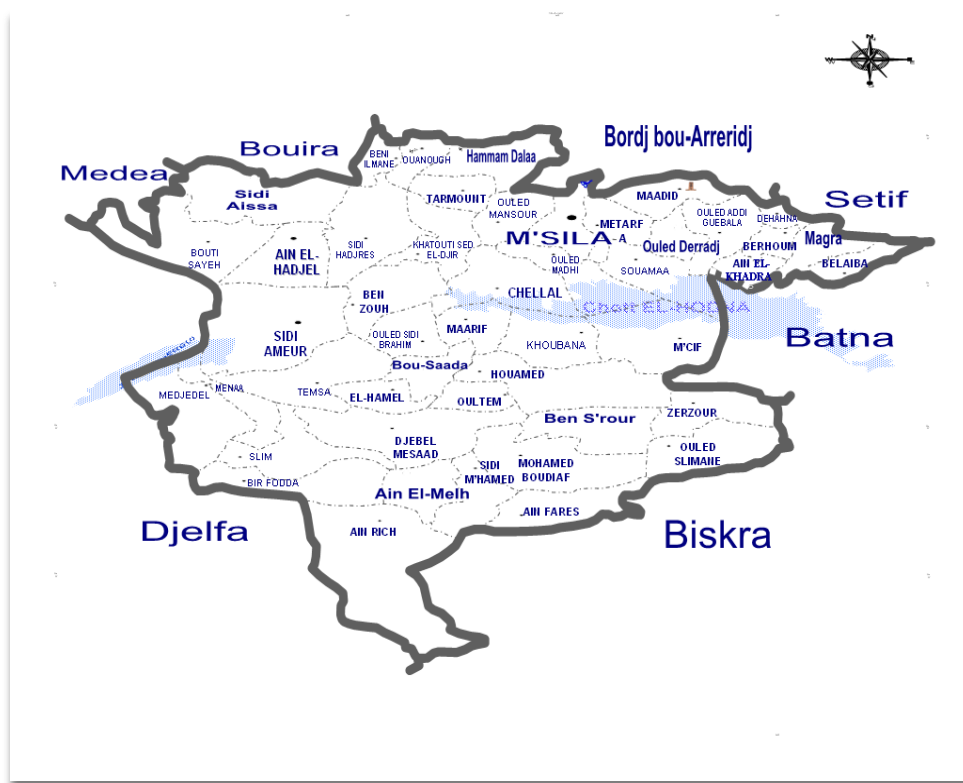 N
W
E
S
Bordj bou-Arreridj
Bouira
Medea
Setif
BENI
ILMANE
OUANOUGH
Hammam Dalaa
Sidi
Aissa
TARMOUNT
OULED
MANSOUR
MAADID
OULED ADDI
GUEBALA
DEHÂHNA
METARF
-A
M'SILA
Ouled Derradj
BERHOUM
Magra
BOUTI
SAYEH
AIN EL-
HADJEL
SIDI
HADJRES
KHATOUTI SED
EL-DJIR
OULED
MADHI
SOUAMAA
AIN EL-
KHADRA
BELAIBA
BEN
ZOUH
CHELLAL
Chott EL-HODNA
SIDI
AMEUR
OULED SIDI
BRAHIM
MAARIF
KHOUBANA
M'CIF
Batna
Bou-Saada
HOUAMED
MEDJEDEL
MENAA
TEMSA
EL-HAMEL
OULTEM
Ben S'rour
ZERZOUR
DJEBEL
MESAAD
OULED
SLIMANE
SLIM
SIDI
M'HAMED
MOHAMED
BOUDIAF
BIR FODDA
Ain El-Melh
AIN FARES
AIN RICH
Djelfa
Biskra